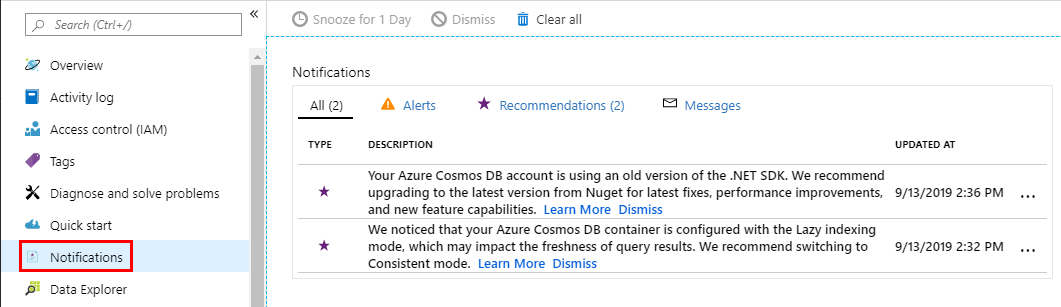 Search (Ctrl+/)
«
Overview
Activity log
Access control (IAM)
Tags
Diagnose and solve problems
Quick start
Notifications
Data Explorer
Snooze for 1 Day Dismiss Clear all
Notifications
All (2) Alerts Recommendations (2) Messages
TYPE DESCRIPTION UPDATED AT
Your Azure Cosmos DB account is using an old version of the .NET SDK. We recommend
upgrading to the latest version from Nuget for latest fixes, performance improvements,
and new feature capabilities. Learn More Dismiss
9/13/2019 2:36 PM ...
We noticed that your Azure Cosmos DB container is configured with the Lazy indexing
mode, which may impact the freshness of query results. We recommend switching to
Consistent mode. Learn More Dismiss
9/13/2019 2:32 PM ...